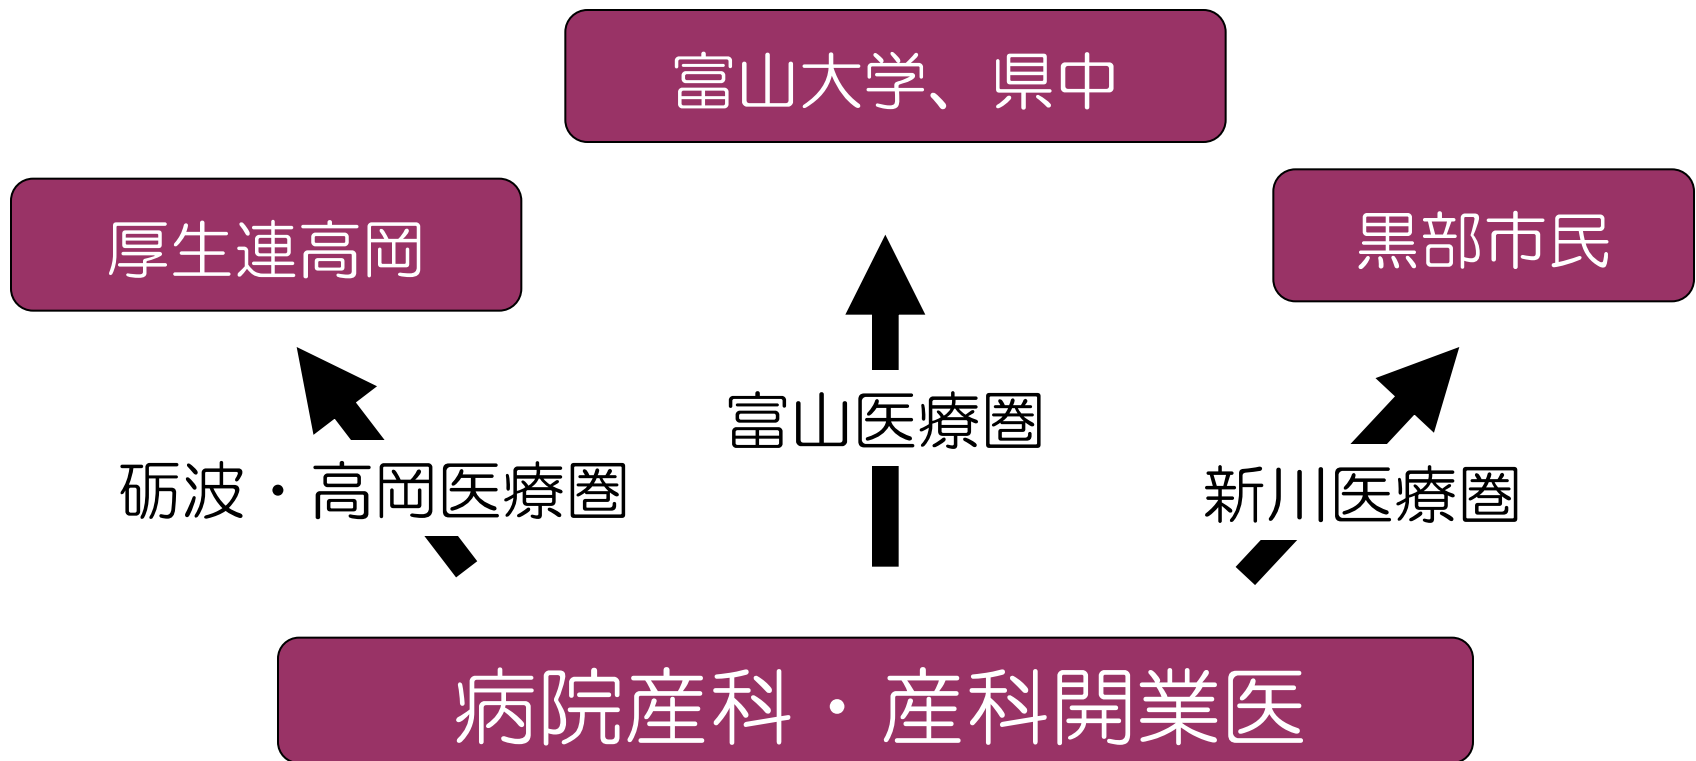 富山大学、県中
厚生連高岡
黒部市民
富山医療圏
砺波・高岡医療圏
新川医療圏
病院産科・産科開業医